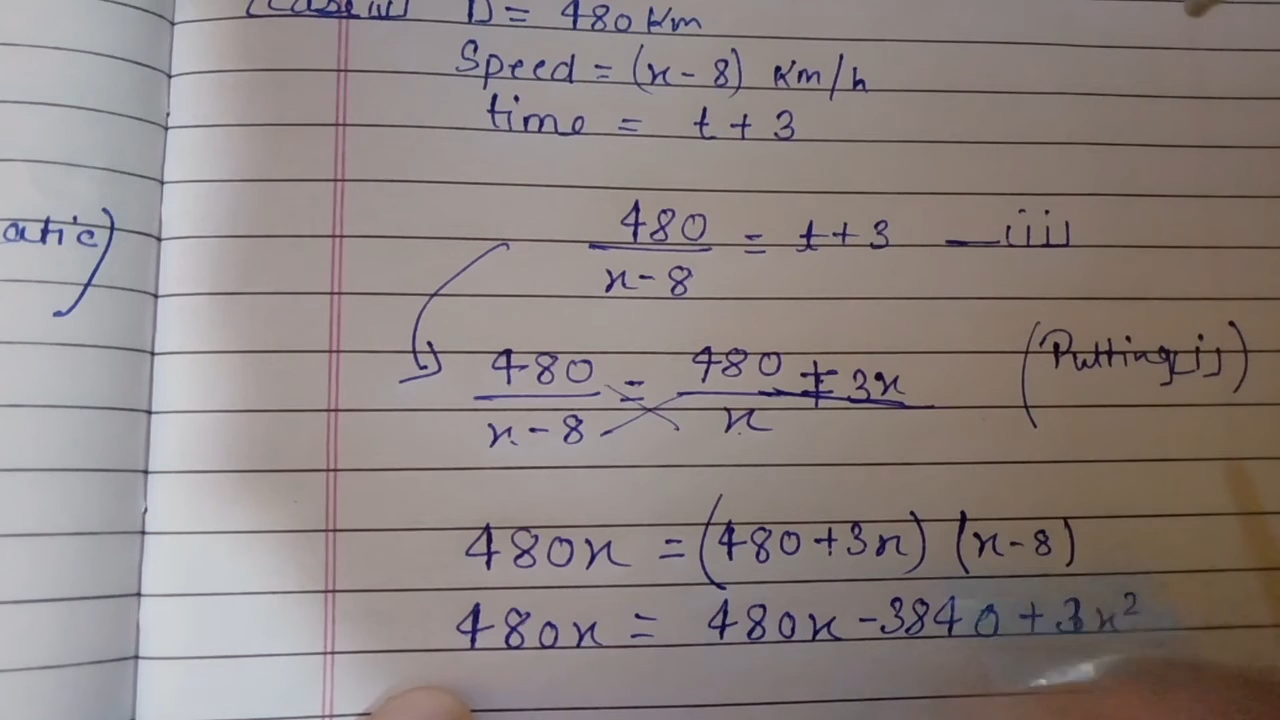 D = 480 Km
Speed = (x - 8) Km/h
time = t + 3
atic)
480/(x - 8) = t + 3 —(ii)
480/(x - 8) = (480 + 3x)/x (Putting (i))
480x = (480 + 3x) (x - 8)
480x = 480x - 3840 + 3x²